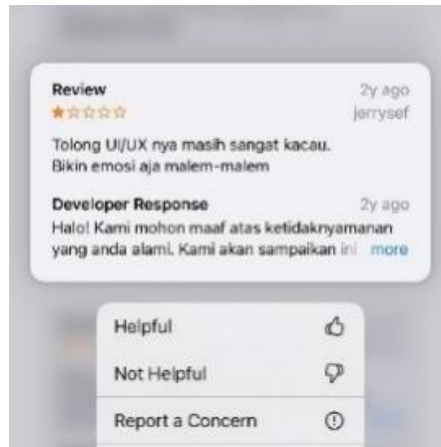 Review 2y ago
★☆☆☆☆ jerrysef
Tolong UI/UX nya masih sangat kacau.
Bikin emosi aja malem-malem
Developer Response 2y ago
Halo! Kami mohon maaf atas ketidaknyamanan
yang anda alami. Kami akan sampaikan ini more
Helpful
Not Helpful
Report a Concern